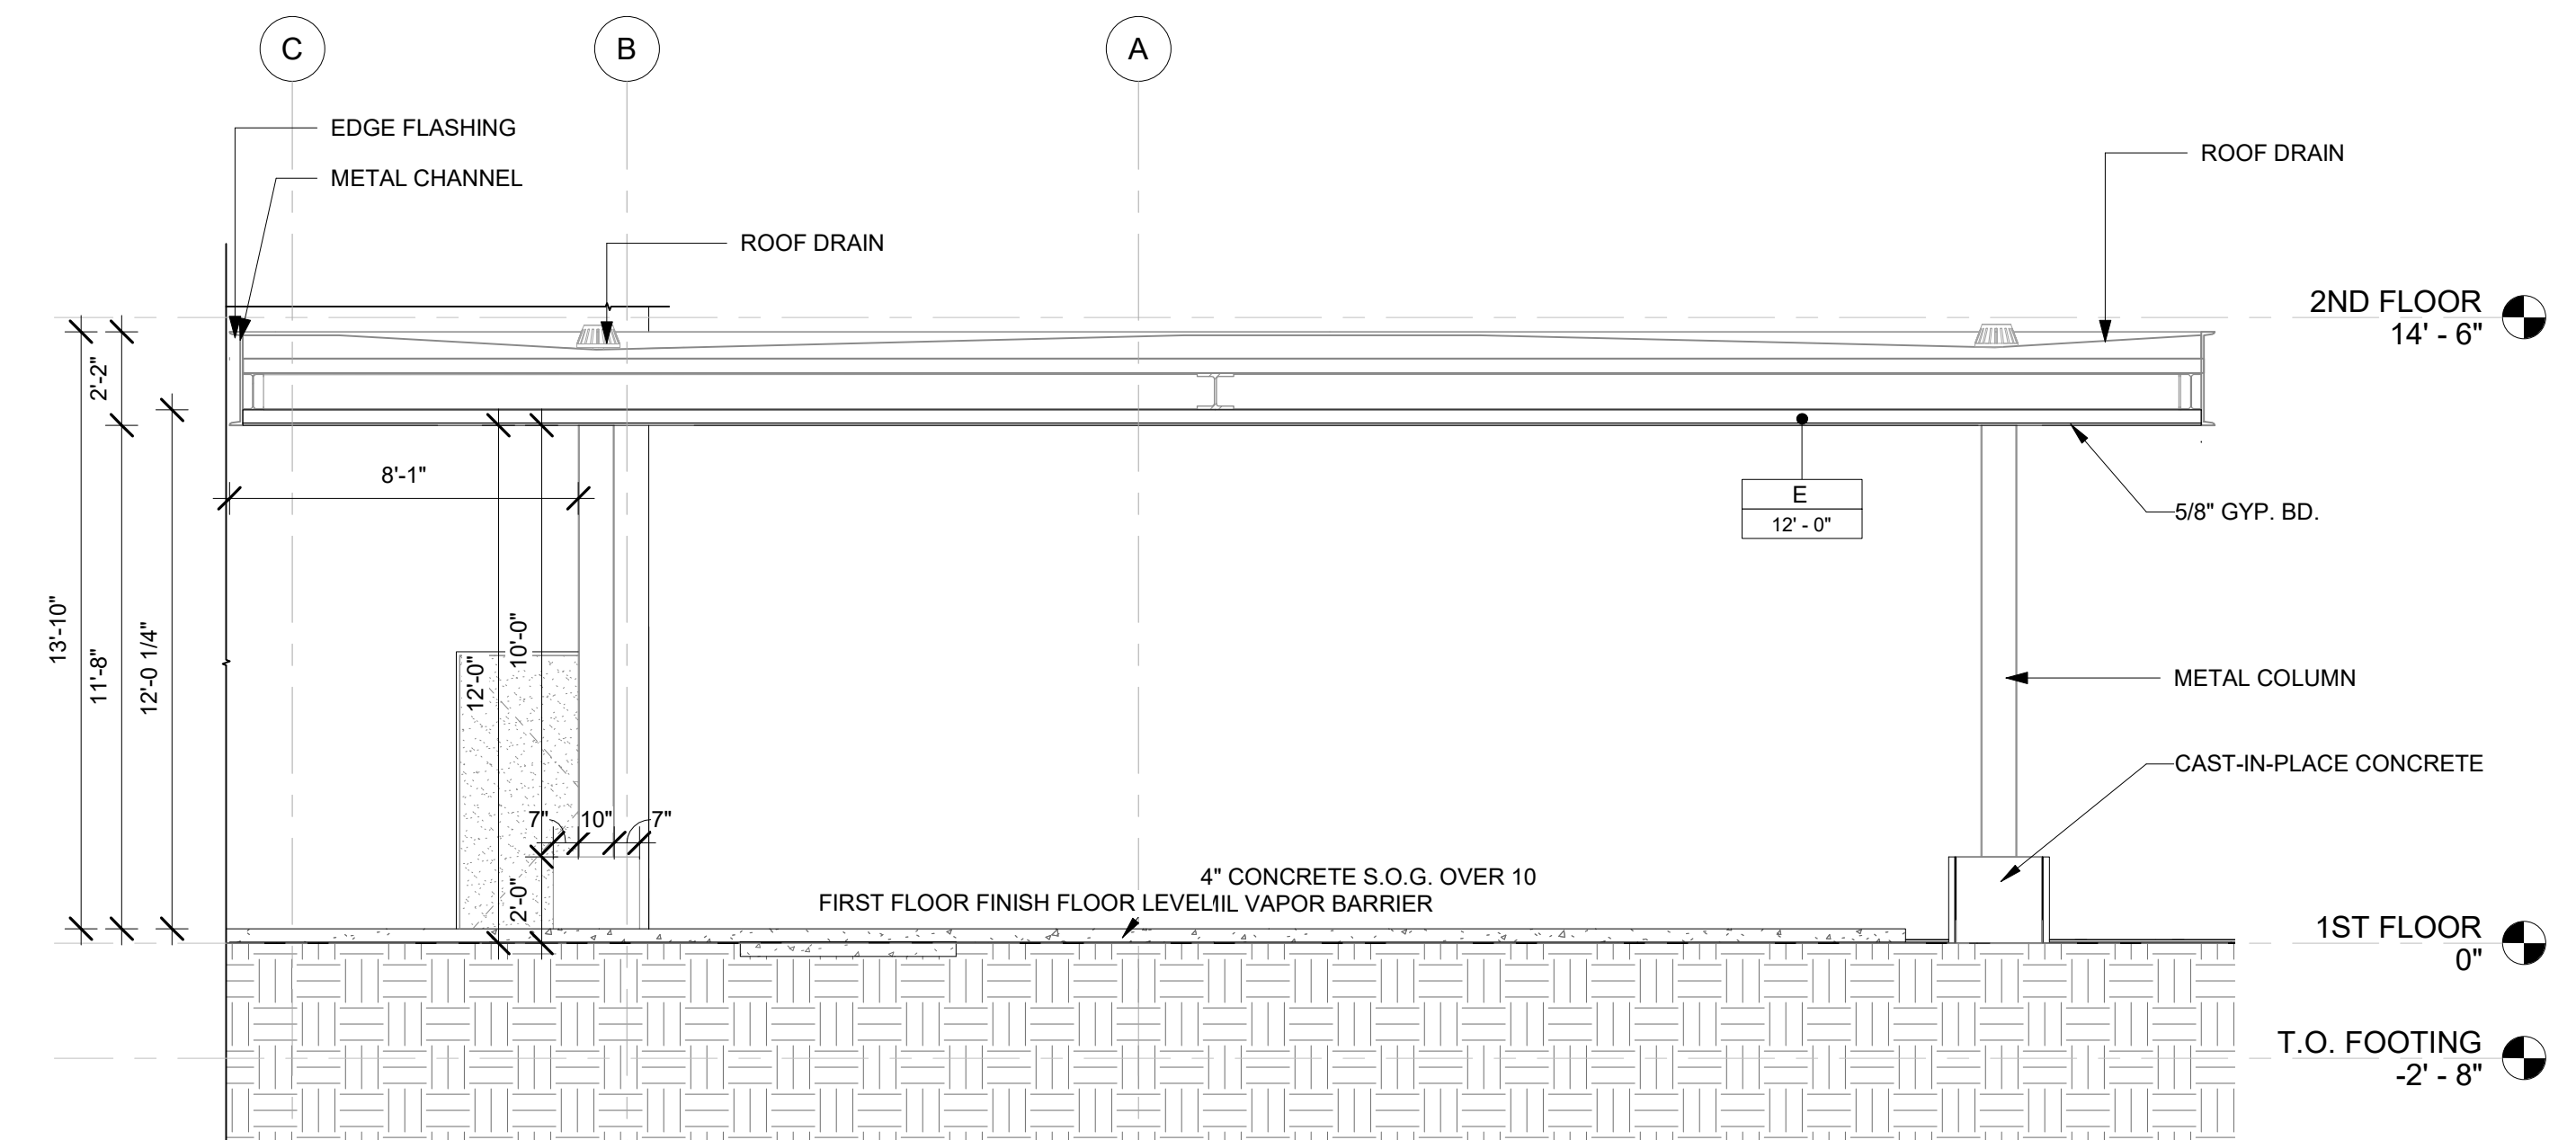 C
B
A
EDGE FLASHING
METAL CHANNEL
ROOF DRAIN
ROOF DRAIN
2ND FLOOR
14' - 6"
2'-2"
8'-1"
E
12' - 0"
5/8" GYP. BD.
13'-10"
11'-8"
12'-0 1/4"
12'-0"
10'-0"
METAL COLUMN
CAST-IN-PLACE CONCRETE
7"
10"
7"
2'-0"
4" CONCRETE S.O.G. OVER 10
FIRST FLOOR FINISH FLOOR LEVEL
VAPOR BARRIER
1ST FLOOR
0"
T.O. FOOTING
-2' - 8"